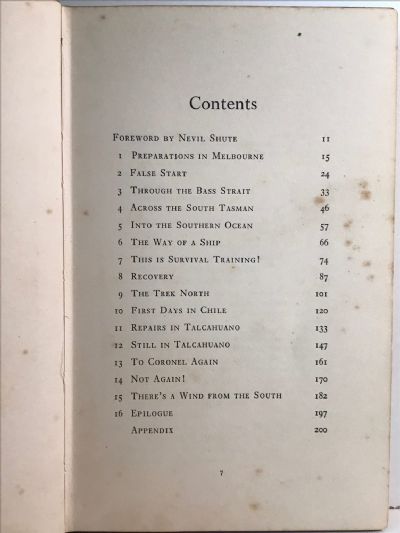 Contents
Foreword by Nevil Shute 11
1 Preparations in Melbourne 15
2 False Start 24
3 Through the Bass Strait 33
4 Across the South Tasman 46
5 Into the Southern Ocean 57
6 The Way of a Ship 66
7 This is Survival Training! 74
8 Recovery 87
9 The Trek North 101
10 First Days in Chile 120
11 Repairs in Talcahuano 133
12 Still in Talcahuano 147
13 To Coronel Again 161
14 Not Again! 170
15 There's a Wind from the South 182
16 Epilogue 197
Appendix 200
7